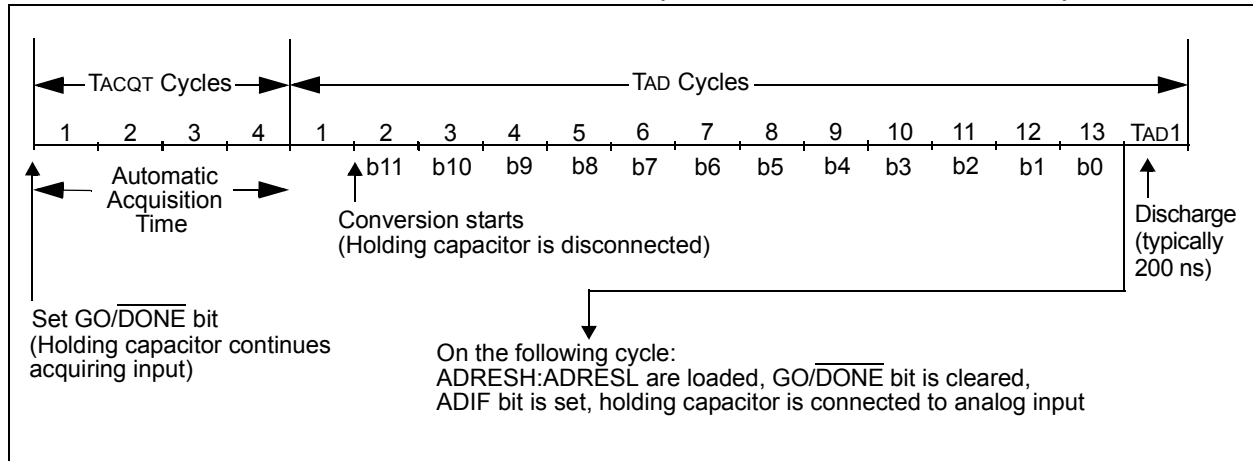 TACQT Cycles
TAD Cycles
1 2 3 4 1 2 3 4 5 6 7 8 9 10 11 12 13 TAD1
b11 b10 b9 b8 b7 b6 b5 b4 b3 b2 b1 b0
Automatic
Acquisition
Time
Conversion starts
(Holding capacitor is disconnected)
Discharge
(typically
200 ns)
Set GO/DONE bit
(Holding capacitor continues
acquiring input)
On the following cycle:
ADRESH:ADRESL are loaded, GO/DONE bit is cleared,
ADIF bit is set, holding capacitor is connected to analog input